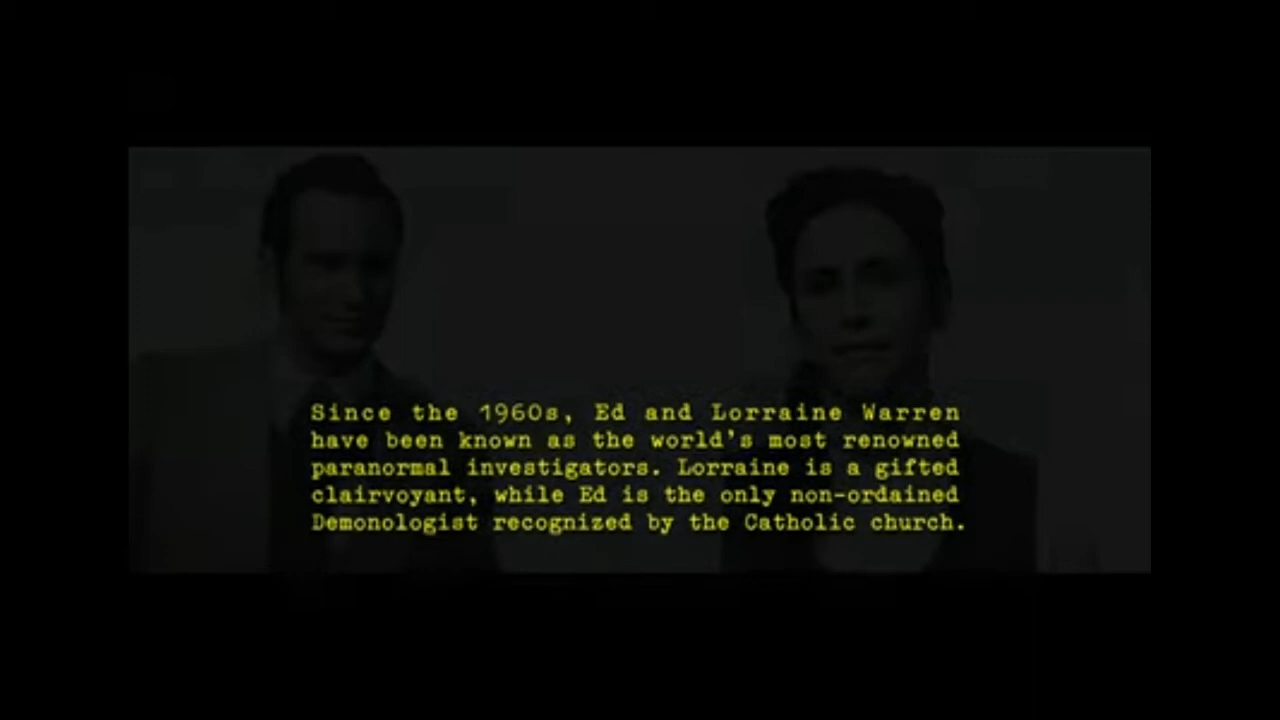 Since the 1960s, Ed and Lorraine Warren
have been known as the world's most renowned
paranormal investigators. Lorraine is a gifted
clairvoyant, while Ed is the only non-ordained
Demonologist recognized by the Catholic church.